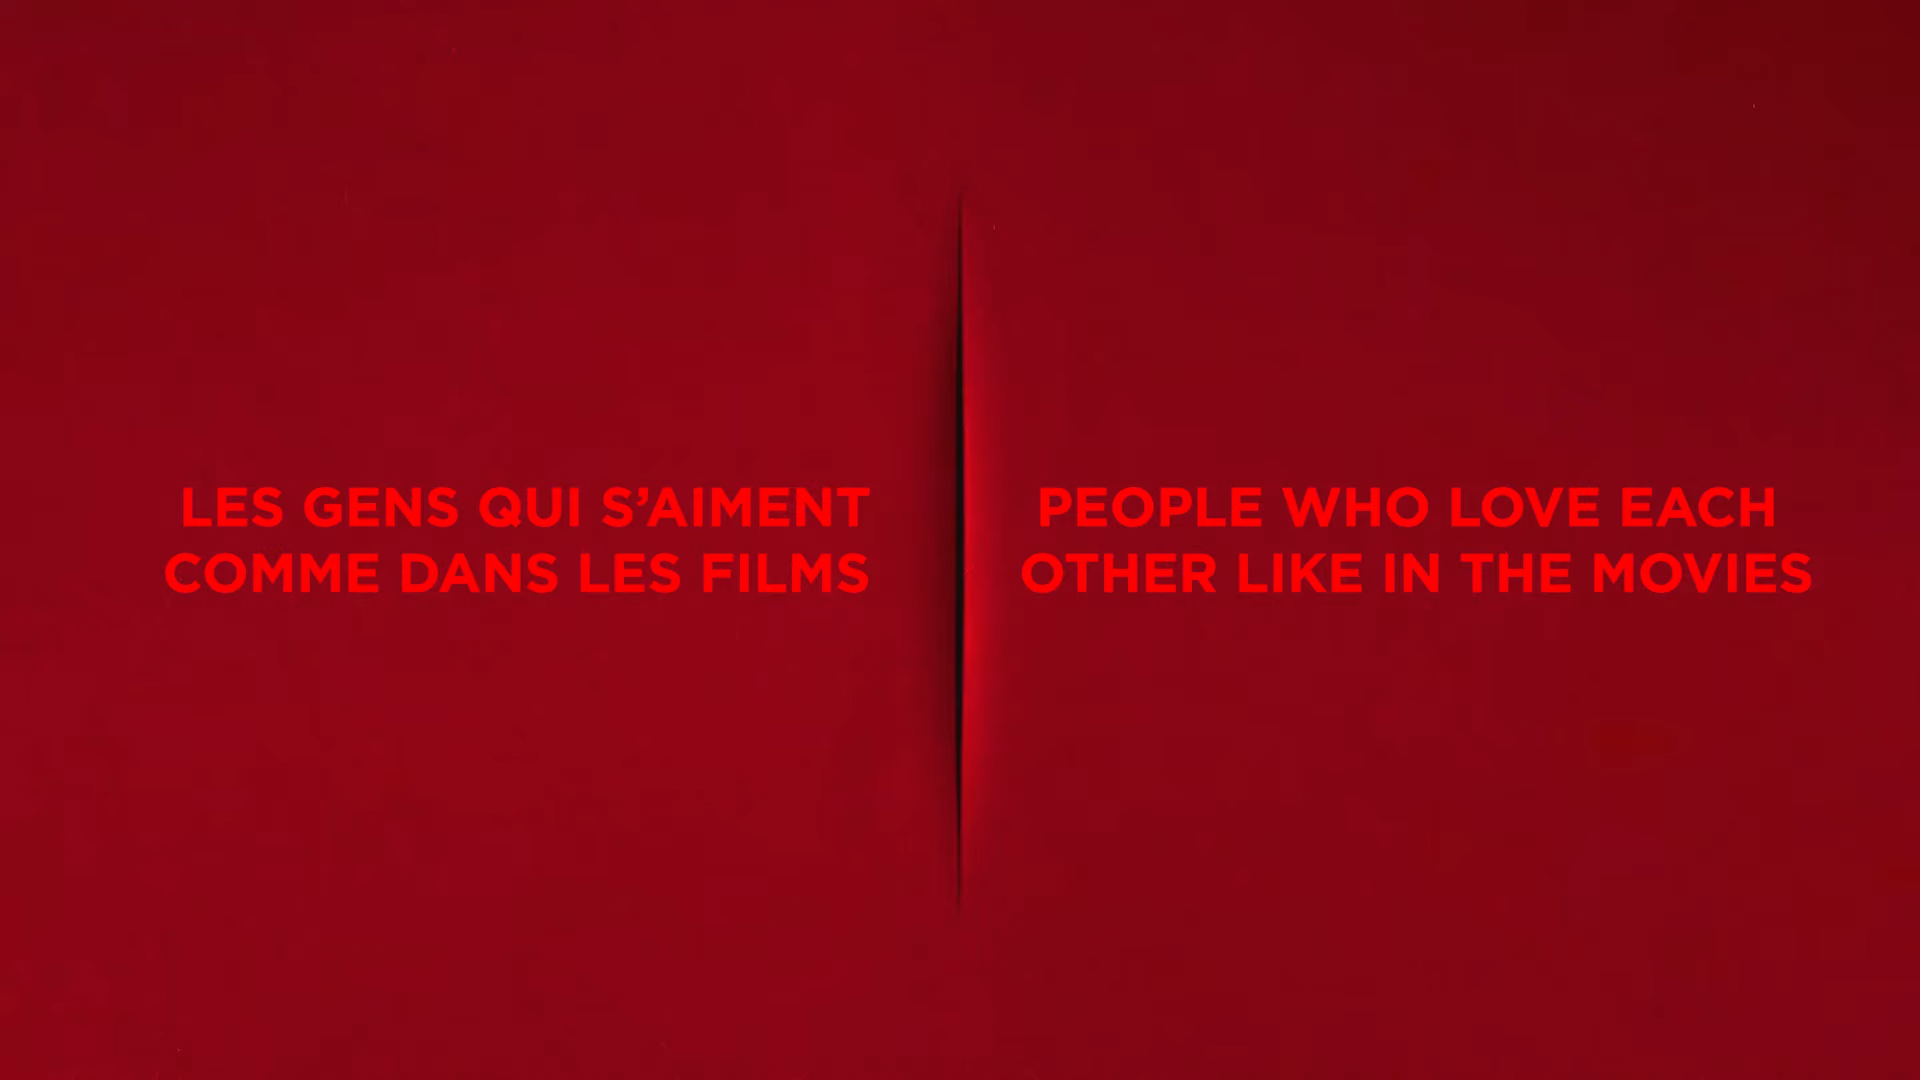 LES GENS QUI S’AIMENT
COMME DANS LES FILMS
PEOPLE WHO LOVE EACH
OTHER LIKE IN THE MOVIES